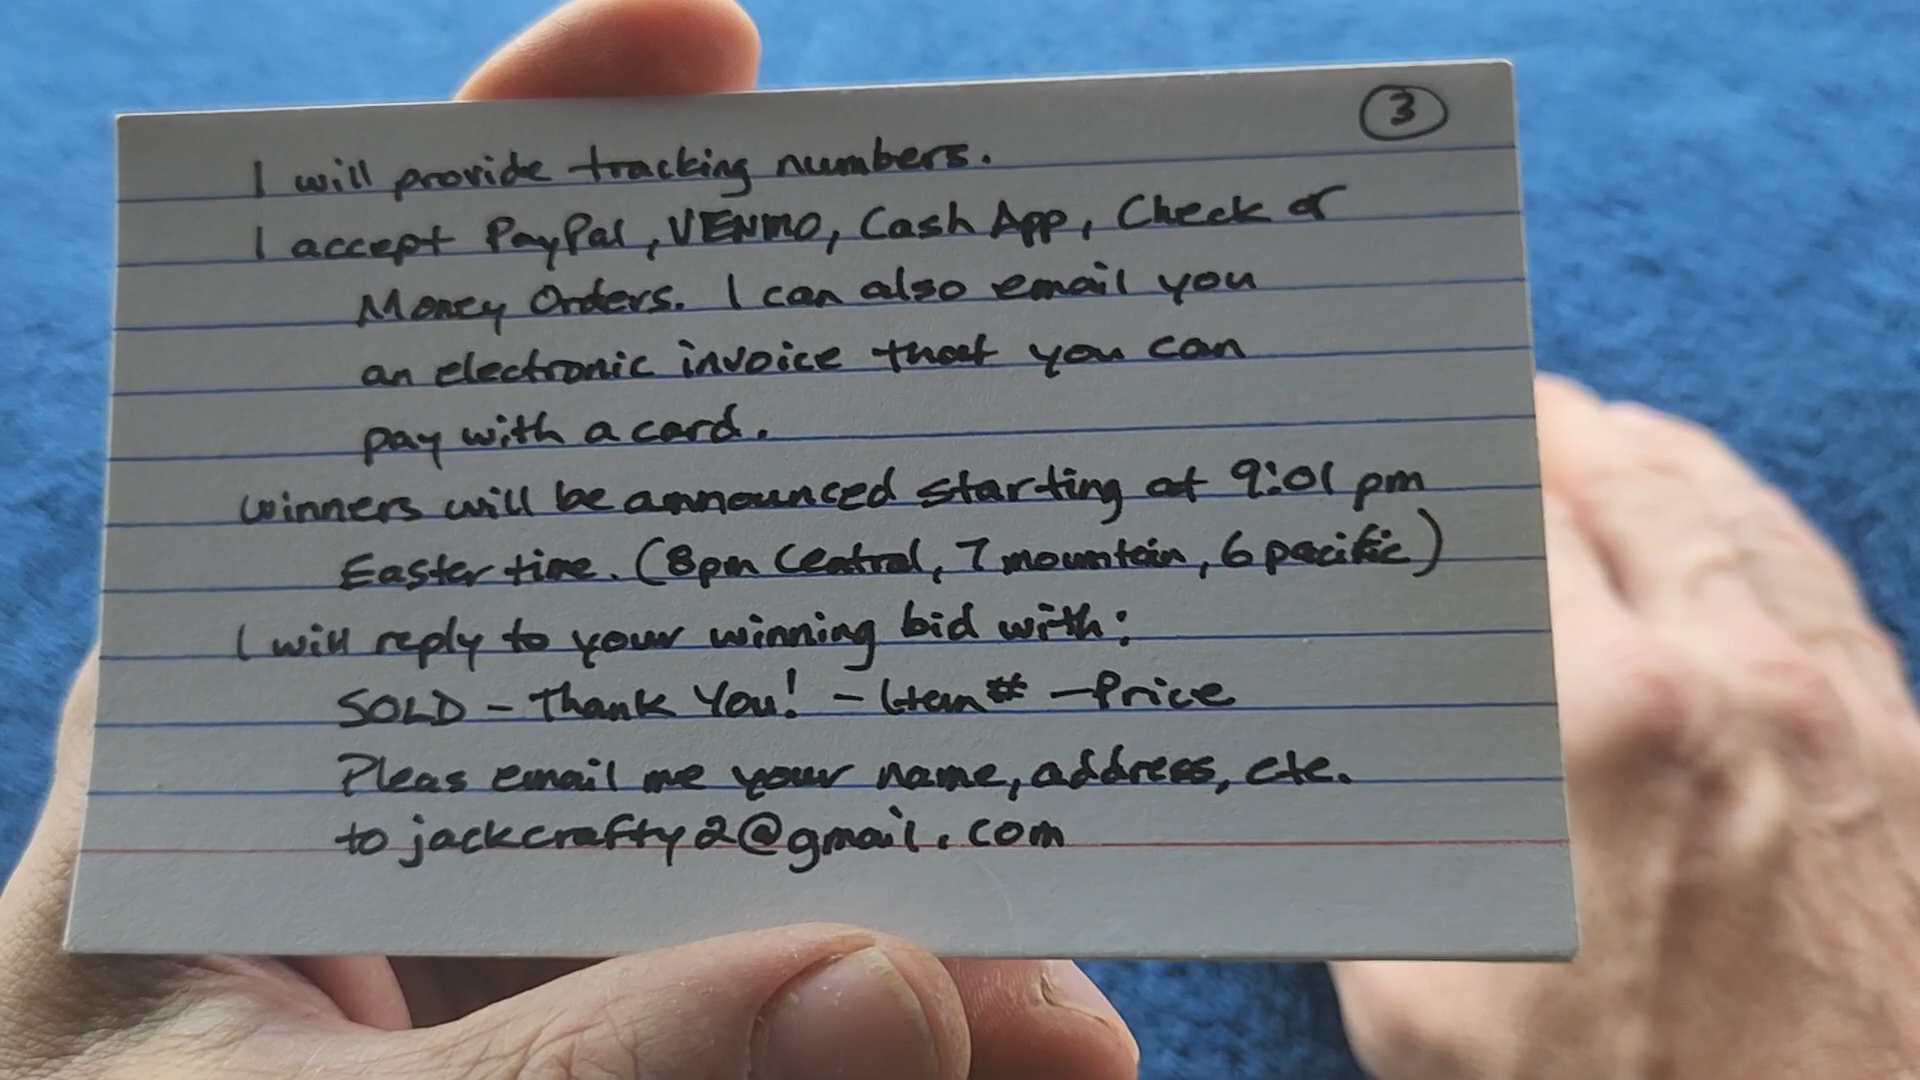 3
I will provide tracking numbers.
I accept PayPal, VENMO, Cash App, Check or
Money Orders. I can also email you
an electronic invoice that you can
pay with a card.
Winners will be announced starting at 9:01 pm
Easter time. (8pm Central, 7 mountain, 6 pacific)
I will reply to your winning bid with:
SOLD - Thank You! - Item # - Price
Pleas email me your name, address, etc.
to jackcrafty2@gmail.com